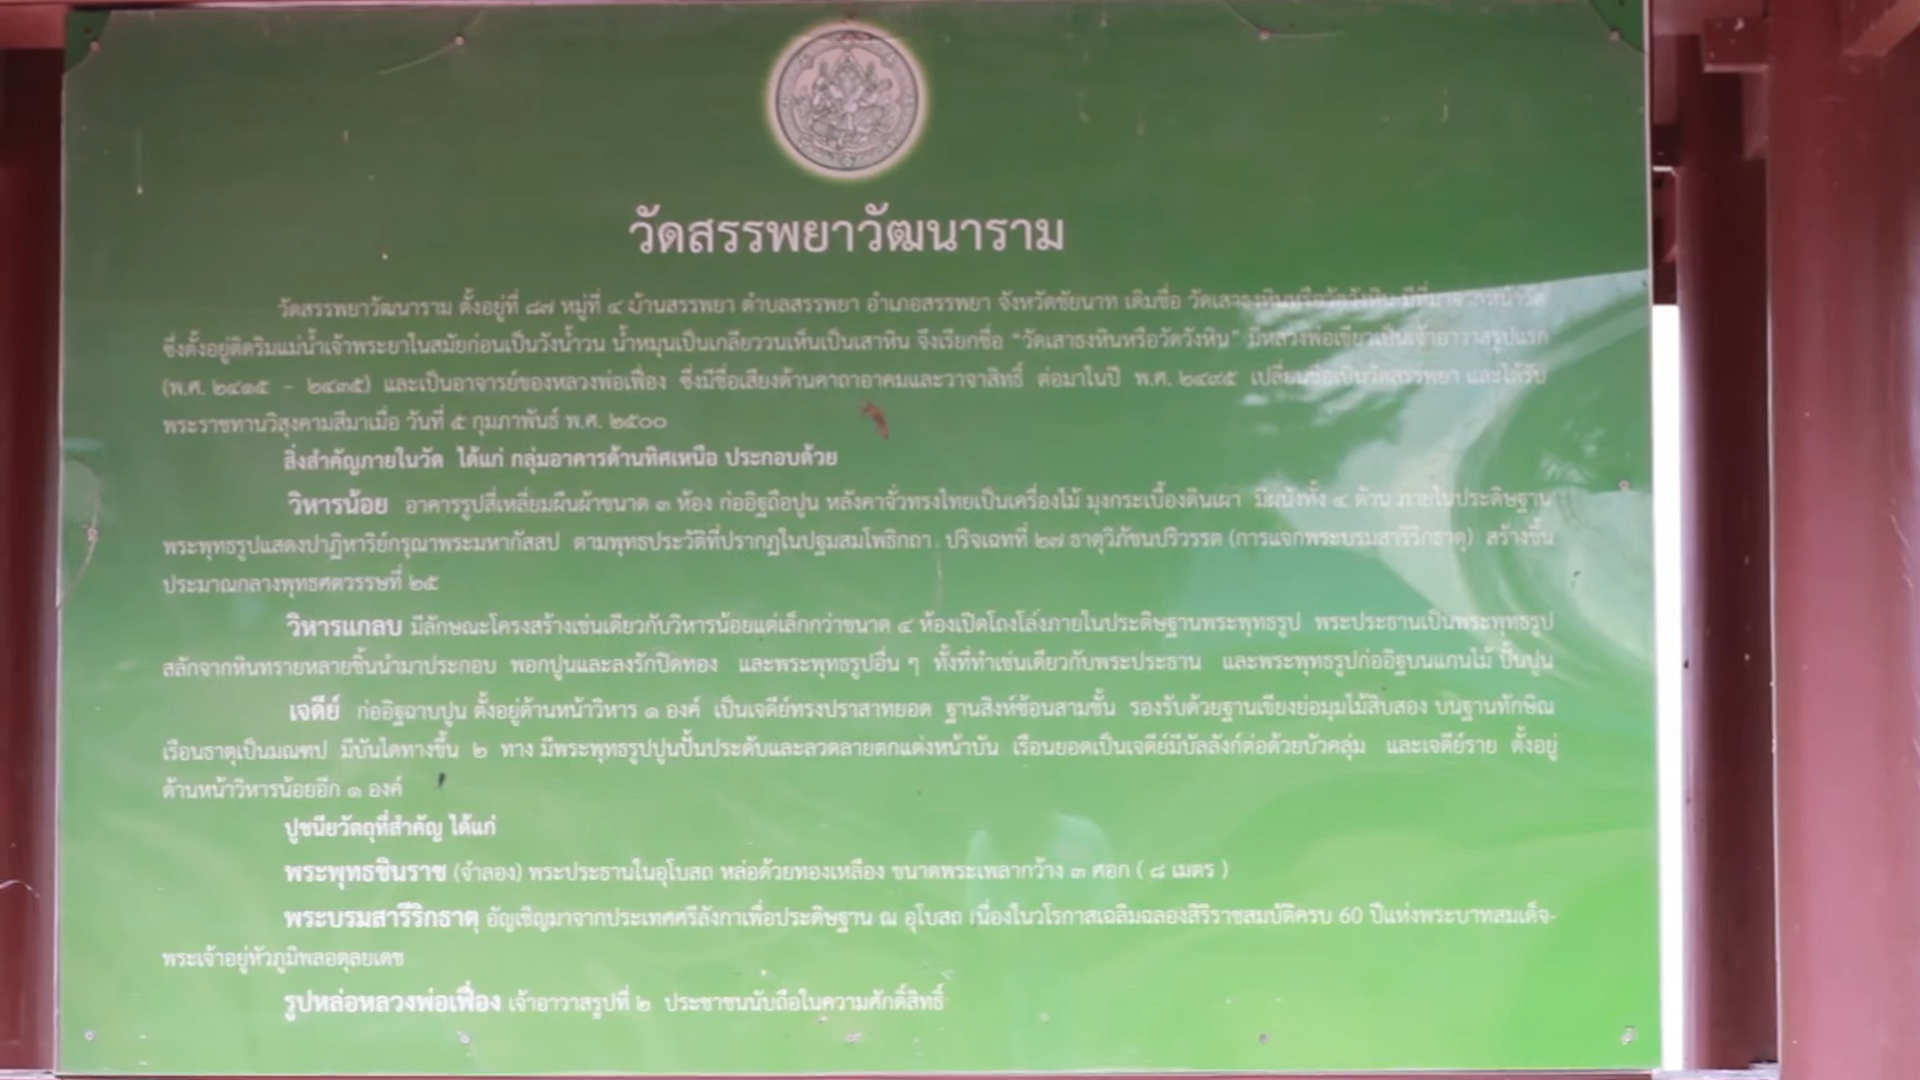 วัดสรรพยาวัฒนาราม
วัดสรรพยาวัฒนาราม ตั้งอยู่ที่ ๘๗ หมู่ที่ ๔ บ้านสรรพยา ตำบลสรรพยา อำเภอสรรพยา จังหวัดชัยนาท เดิมชื่อ วัดเสาธงหินหรือวัดวังหิน
ซึ่งตั้งอยู่ติดริมแม่น้ำเจ้าพระยาในสมัยก่อนเป็นวังน้ำวน น้ำหมุนเป็นเกลียววนเห็นเป็นเสาหิน จึงเรียกชื่อ “วัดเสาธงหินหรือวัดวังหิน” มีหลวงพ่อเขียวเป็นเจ้าอาวาสรูปแรก
(พ.ศ. ๒๔๑๕ – ๒๔๓๕) และเป็นอาจารย์ของหลวงพ่อเฟื่อง ซึ่งมีชื่อเสียงด้านคาถาอาคมและวาจาสิทธิ์ ต่อมาในปี พ.ศ. ๒๔๙๕ เปลี่ยนชื่อเป็นวัดสรรพยา และได้รับ
พระราชทานวิสุงคามสีมาเมื่อ วันที่ ๕ กุมภาพันธ์ พ.ศ. ๒๕๐๐
สิ่งสำคัญภายในวัด ได้แก่ กลุ่มอาคารด้านทิศเหนือ ประกอบด้วย
วิหารน้อย อาคารรูปสี่เหลี่ยมผืนผ้าขนาด ๓ ห้อง ก่ออิฐถือปูน หลังคาจั่วทรงไทยเป็นเครื่องไม้ มุงกระเบื้องดินเผา มีผนังทั้ง ๔ ด้าน ภายในประดิษฐาน
พระพุทธรูปแสดงปาฏิหาริย์กรุณาพระมหากัสสป ตามพุทธประวัติที่ปรากฏในปฐมสมโพธิกถา ปริจเฉทที่ ๒๗ ธาตุวิภัชนปริวรรต (การแจกพระบรมสารีริกธาตุ) สร้างขึ้น
ประมาณกลางพุทธศตวรรษที่ ๒๕
วิหารแกลบ มีลักษณะโครงสร้างเช่นเดียวกับวิหารน้อยแต่เล็กกว่าขนาด ๔ ห้องเปิดโถงโล่งภายในประดิษฐานพระพุทธรูป พระประธานเป็นพระพุทธรูป
สลักจากหินทรายหลายชิ้นนำมาประกอบ พอกปูนและลงรักปิดทอง และพระพุทธรูปอื่น ๆ ทั้งที่ทำเช่นเดียวกับพระประธาน และพระพุทธรูปก่ออิฐบนแกนไม้ ปั้นปูน
เจดีย์ ก่ออิฐฉาบปูน ตั้งอยู่ด้านหน้าวิหาร ๑ องค์ เป็นเจดีย์ทรงปราสาทยอด ฐานสิงห์ซ้อนสามชั้น รองรับด้วยฐานเขียงย่อมุมไม้สิบสอง บนฐานทักษิณ
เรือนธาตุเป็นมณฑป มีบันไดทางขึ้น ๒ ทาง มีพระพุทธรูปปูนปั้นประดับและลวดลายตกแต่งหน้าบัน เรือนยอดเป็นเจดีย์มีบัลลังก์ต่อด้วยบัวคลุ่ม และเจดีย์ราย ตั้งอยู่
ด้านหน้าวิหารน้อยอีก ๑ องค์
ปูชนียวัตถุที่สำคัญ ได้แก่
พระพุทธชินราช (จำลอง) พระประธานในอุโบสถ หล่อด้วยทองเหลือง ขนาดพระเพลากว้าง ๓ ศอก ( ๘ เมตร )
พระบรมสารีริกธาตุ อัญเชิญมาจากประเทศศรีลังกาเพื่อประดิษฐาน ณ อุโบสถ เนื่องในวโรกาสเฉลิมฉลองสิริราชสมบัติครบ 60 ปีแห่งพระบาทสมเด็จ-
พระเจ้าอยู่หัวภูมิพลอดุลยเดช
รูปหล่อหลวงพ่อเฟื่อง เจ้าอาวาสรูปที่ ๒ ประชาชนนับถือในความศักดิ์สิทธิ์